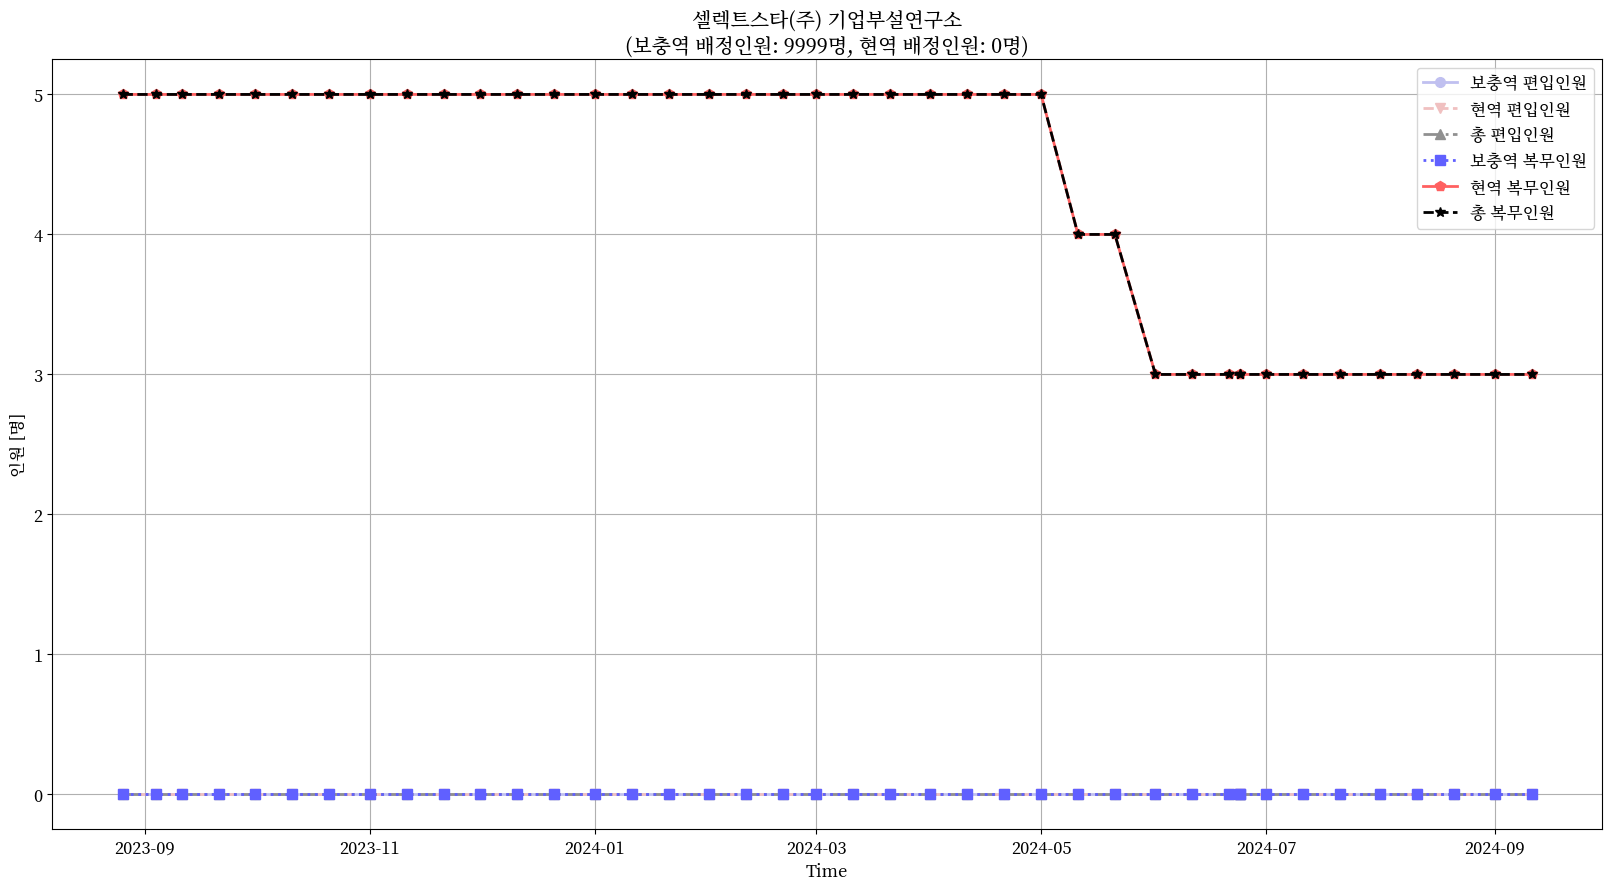 셀렉트스타(주) 기업부설연구소
(보충역 배정인원: 9999명, 현역 배정인원: 0명)
보충역 편입인원
현역 편입인원
총 편입인원
보충역 복무인원
현역 복무인원
총 복무인원
5
4
3
2
1
0
인원 [명]
2023-09
2023-11
2024-01
2024-03
2024-05
2024-07
2024-09
Time